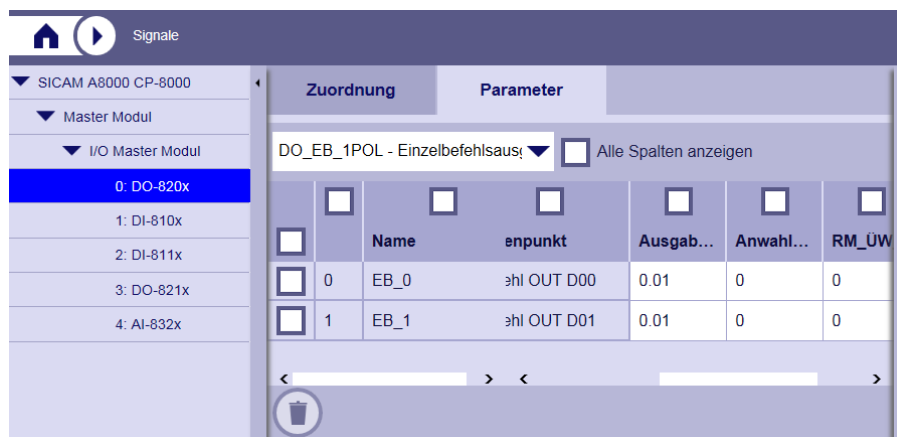 Signale
SICAM A8000 CP-8000
Master Modul
I/O Master Modul
0: DO-820x
1: DI-810x
2: DI-811x
3: DO-821x
4: AI-832x
Zuordnung Parameter
DO_EB_1POL - Einzelbefehlsausg Alle Spalten anzeigen
Name enpunkt Ausgab... Anwahl... RM_ÜW
0 EB_0 ehl OUT D00 0.01 0 0
1 EB_1 ehl OUT D01 0.01 0 0